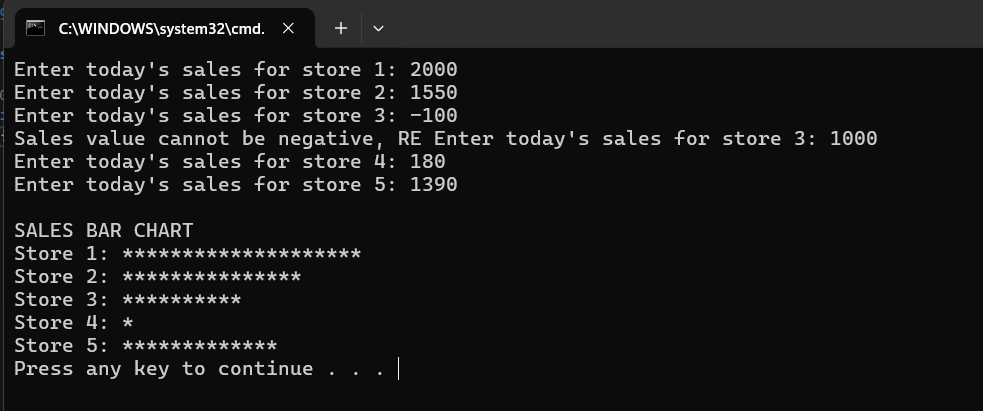 C:\WINDOWS\system32\cmd.
Enter today's sales for store 1: 2000
Enter today's sales for store 2: 1550
Enter today's sales for store 3: -100
Sales value cannot be negative, RE Enter today's sales for store 3: 1000
Enter today's sales for store 4: 180
Enter today's sales for store 5: 1390
SALES BAR CHART
Store 1: ********************
Store 2: ***************
Store 3: **********
Store 4: *
Store 5: *************
Press any key to continue . . .